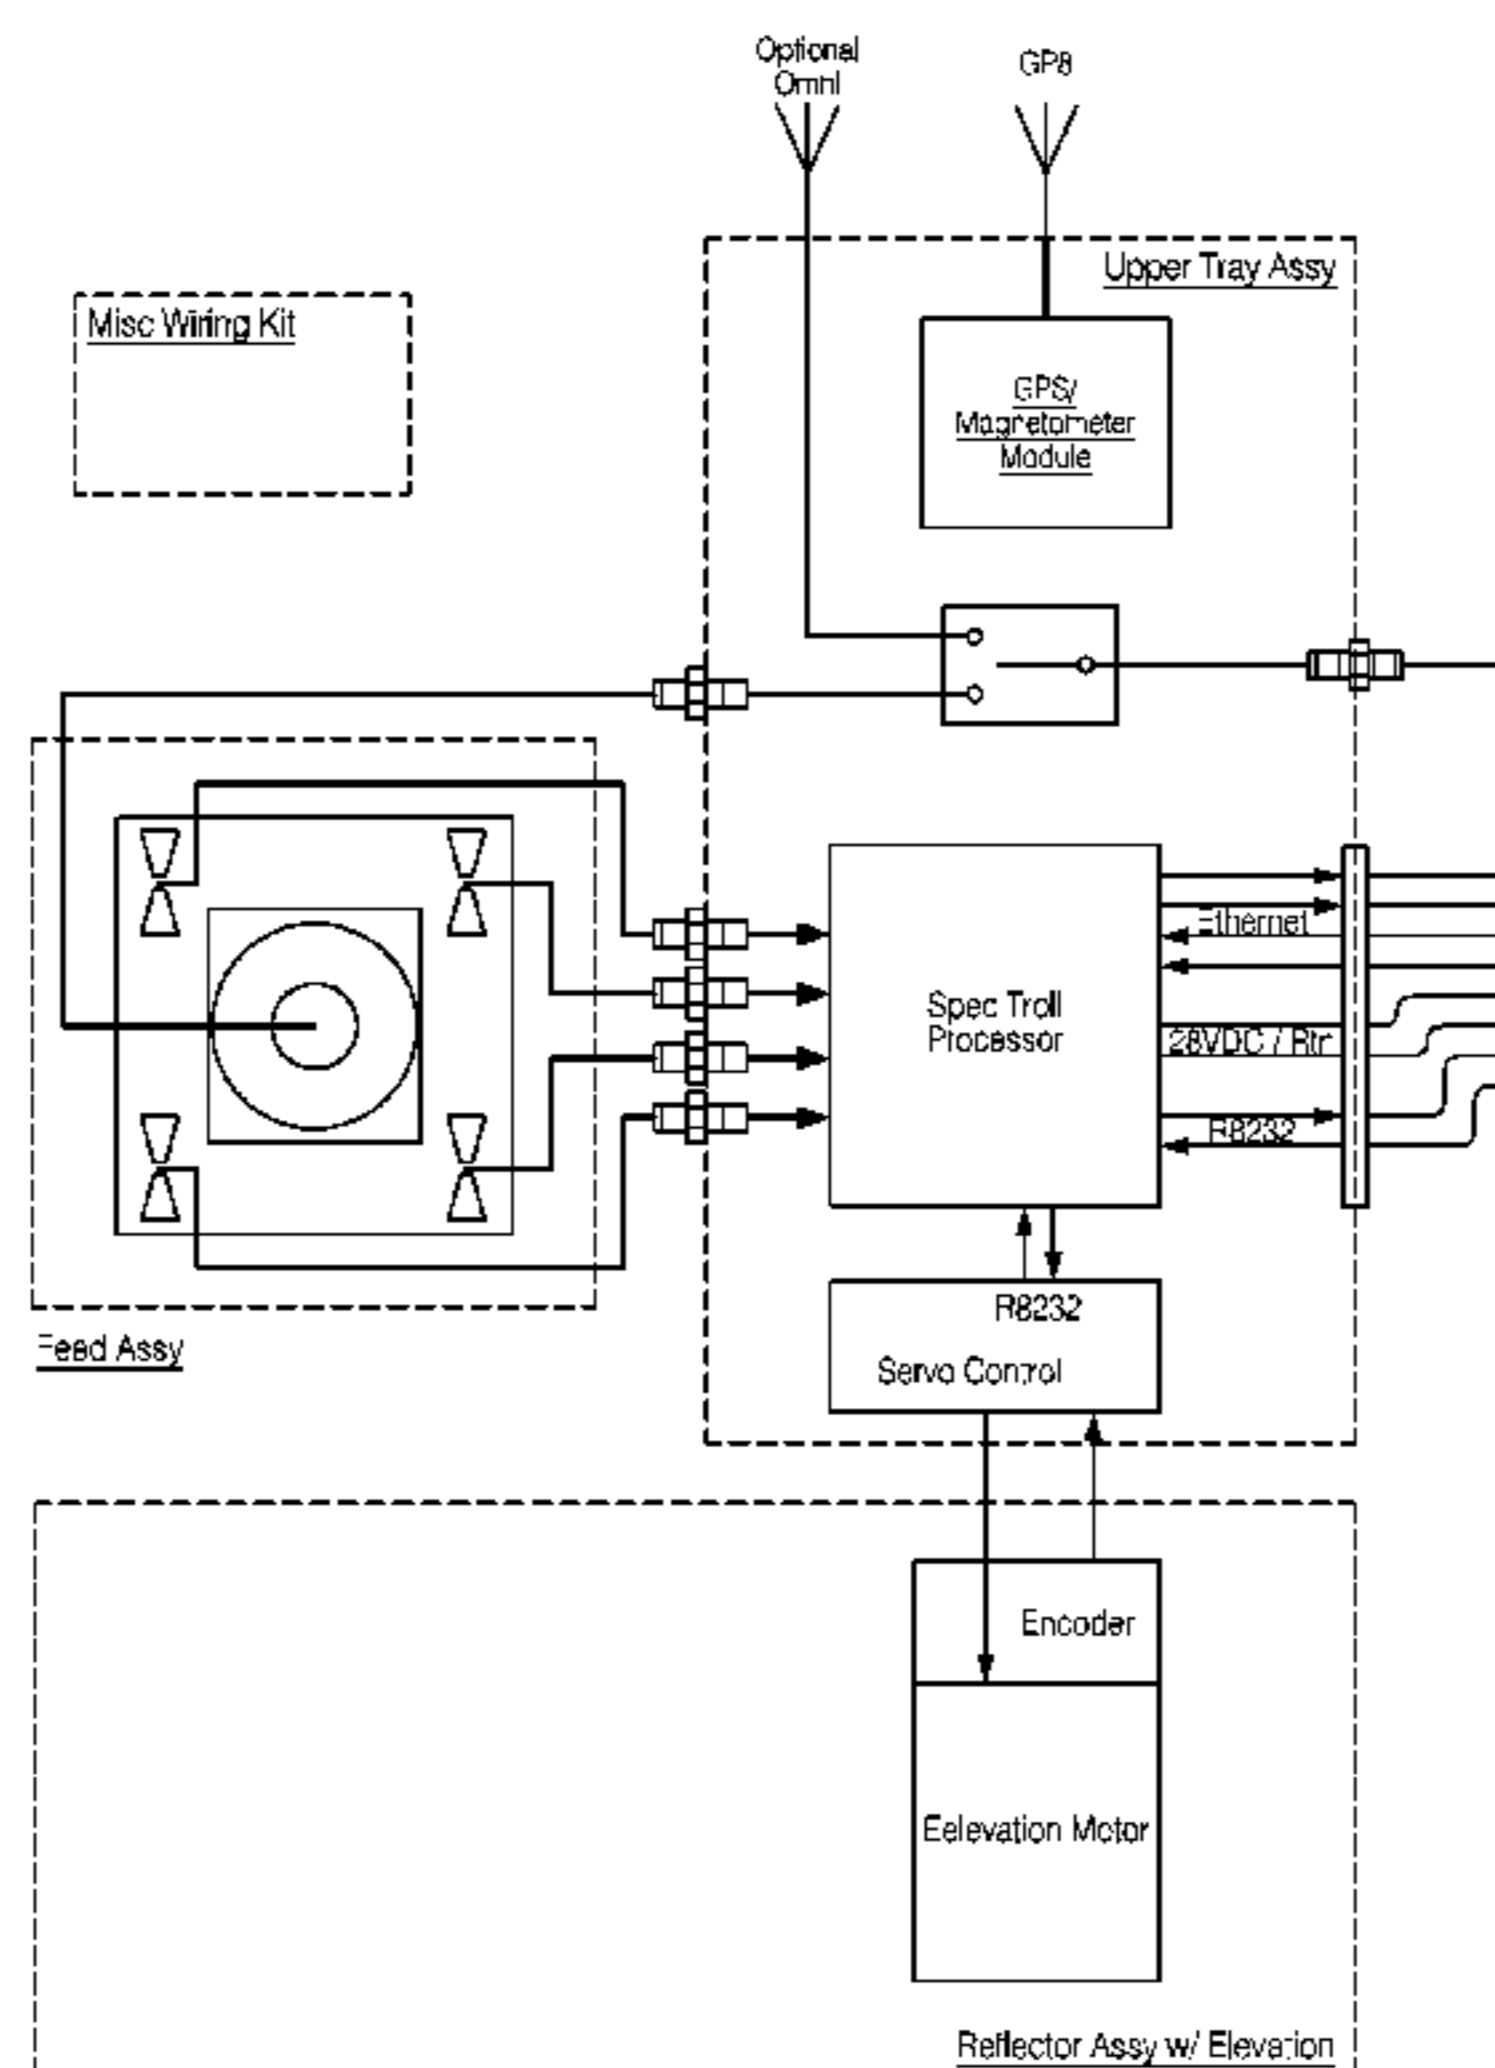 Optional
Omni
GPS
Upper Tray Assy
Misc Wiring Kit
GPS/
Magnetometer
Module
Ethernet
Spec Troll
Processor
28VDC / Rtn
RS232
RS232
Servo Control
Feed Assy
Encoder
Eelevation Motor
Reflector Assy w/ Elevation